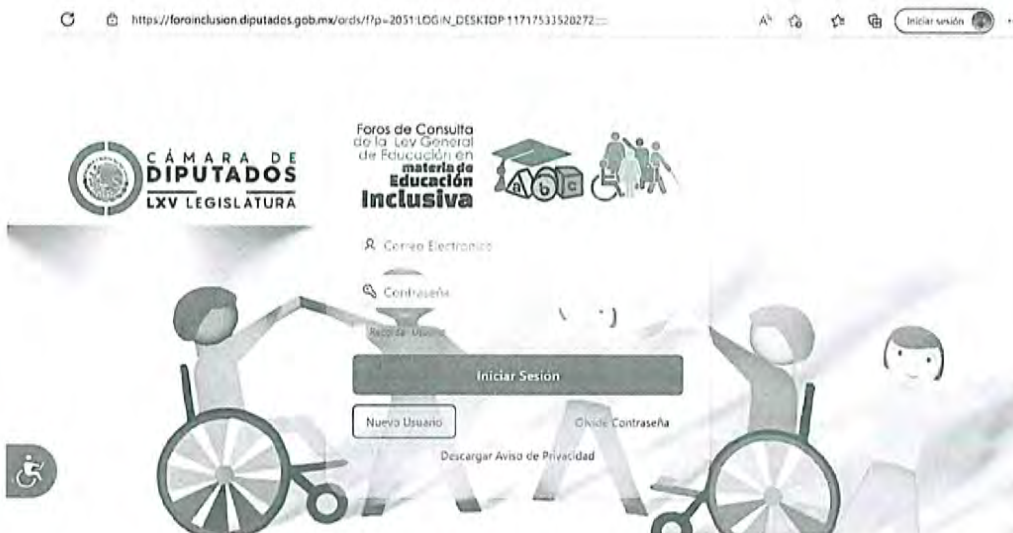 https://foroinclusion.diputados.gob.mx/ords/f?p=2051:LOGIN_DESKTOP:11717533520272:::::
Iniciar sesión
CÁMARA DE
DIPUTADOS
LXV LEGISLATURA
Foros de Consulta
de la Ley General
de Educación en
materia de
Educación
Inclusiva
a b c
Correo Electronico
Contraseña
Recordar Usuario
Iniciar Sesión
Nuevo Usuario
Olvide Contraseña
Descargar Aviso de Privacidad